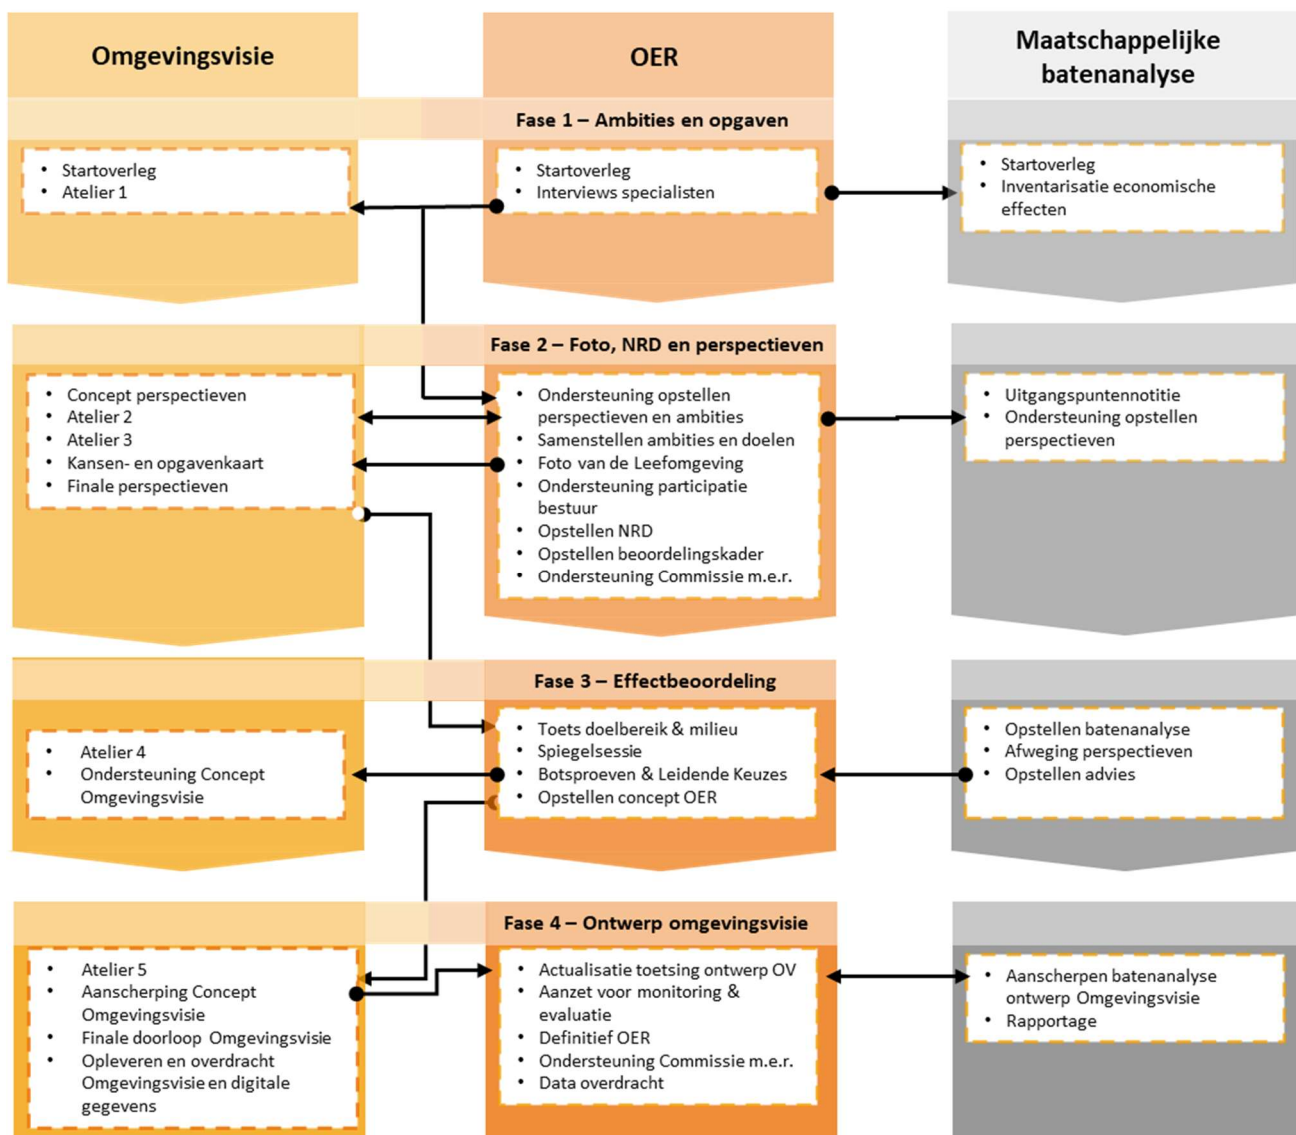 Omgevingsvisie
OER
Maatschappelijke
batenanalyse
Fase 1 – Ambities en opgaven
• Startoverleg
• Atelier 1
• Startoverleg
• Interviews specialisten
• Startoverleg
• Inventarisatie economische
effecten
Fase 2 – Foto, NRD en perspectieven
• Concept perspectieven
• Atelier 2
• Atelier 3
• Kansen- en opgavenkaart
• Finale perspectieven
• Ondersteuning opstellen
perspectieven en ambities
• Samenstellen ambities en doelen
• Foto van de Leefomgeving
• Ondersteuning participatie
bestuur
• Opstellen NRD
• Opstellen beoordelingskader
• Ondersteuning Commissie m.e.r.
• Uitgangspuntennotitie
• Ondersteuning opstellen
perspectieven
Fase 3 – Effectbeoordeling
• Atelier 4
• Ondersteuning Concept
Omgevingsvisie
• Toets doelbereik & milieu
• Spiegelsessie
• Botsproeven & Leidende Keuzes
• Opstellen concept OER
• Opstellen batenanalyse
• Afweging perspectieven
• Opstellen advies
Fase 4 – Ontwerp omgevingsvisie
• Atelier 5
• Aanscherping Concept
Omgevingsvisie
• Finale doorloop Omgevingsvisie
• Opleveren en overdracht
Omgevingsvisie en digitale
gegevens
• Actualisatie toetsing ontwerp OV
• Aanzet voor monitoring &
evaluatie
• Definitief OER
• Ondersteuning Commissie m.e.r.
• Data overdracht
• Aanscherpen batenanalyse
ontwerp Omgevingsvisie
• Rapportage